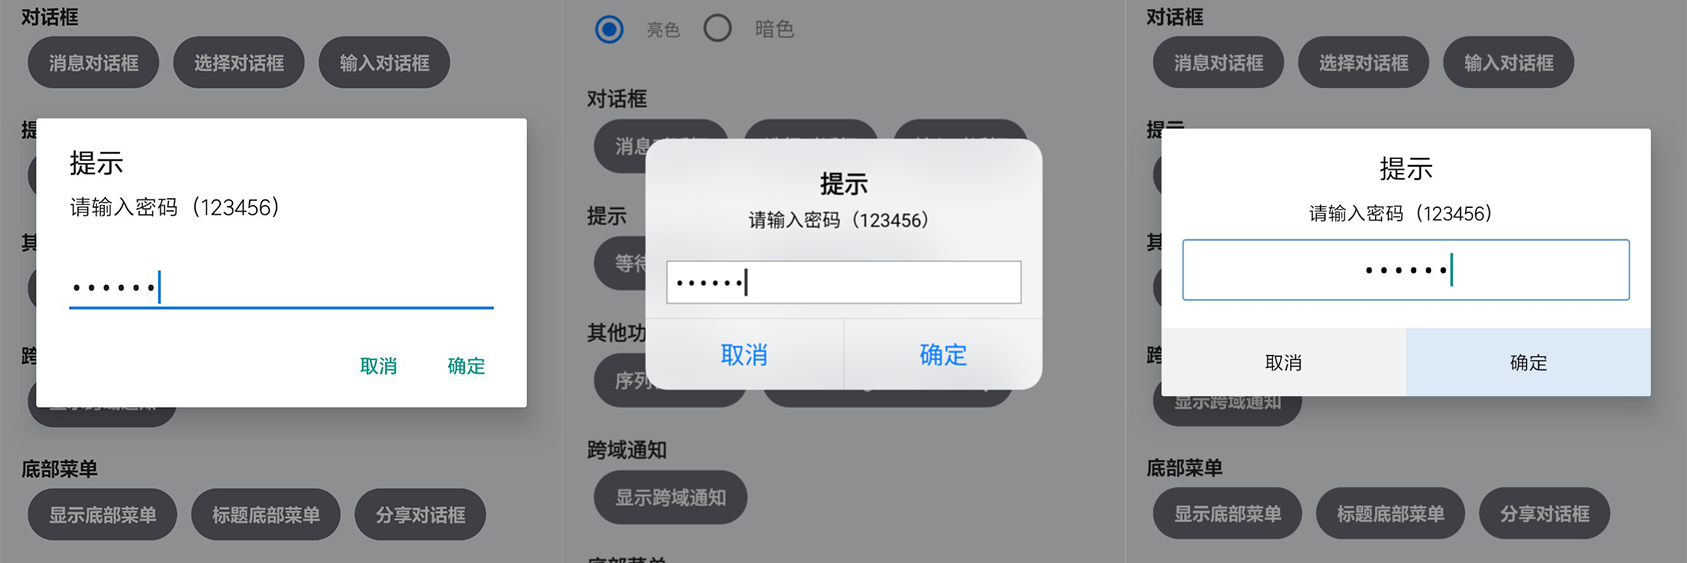 对话框
消息对话框 选择对话框 输入对话框
提
提示
请输入密码（123456）
其
取消 确定
跨
显示跨域通知
底部菜单
显示底部菜单 标题底部菜单 分享对话框
亮色 暗色
对话框
消息
提示
请输入密码（123456）
提示
等待
其他功
取消 确定
序列
跨域通知
显示跨域通知
对话框
消息对话框 选择对话框 输入对话框
提示
提示
请输入密码（123456）
其
取消 确定
跨
显示跨域通知
底部菜单
显示底部菜单 标题底部菜单 分享对话框